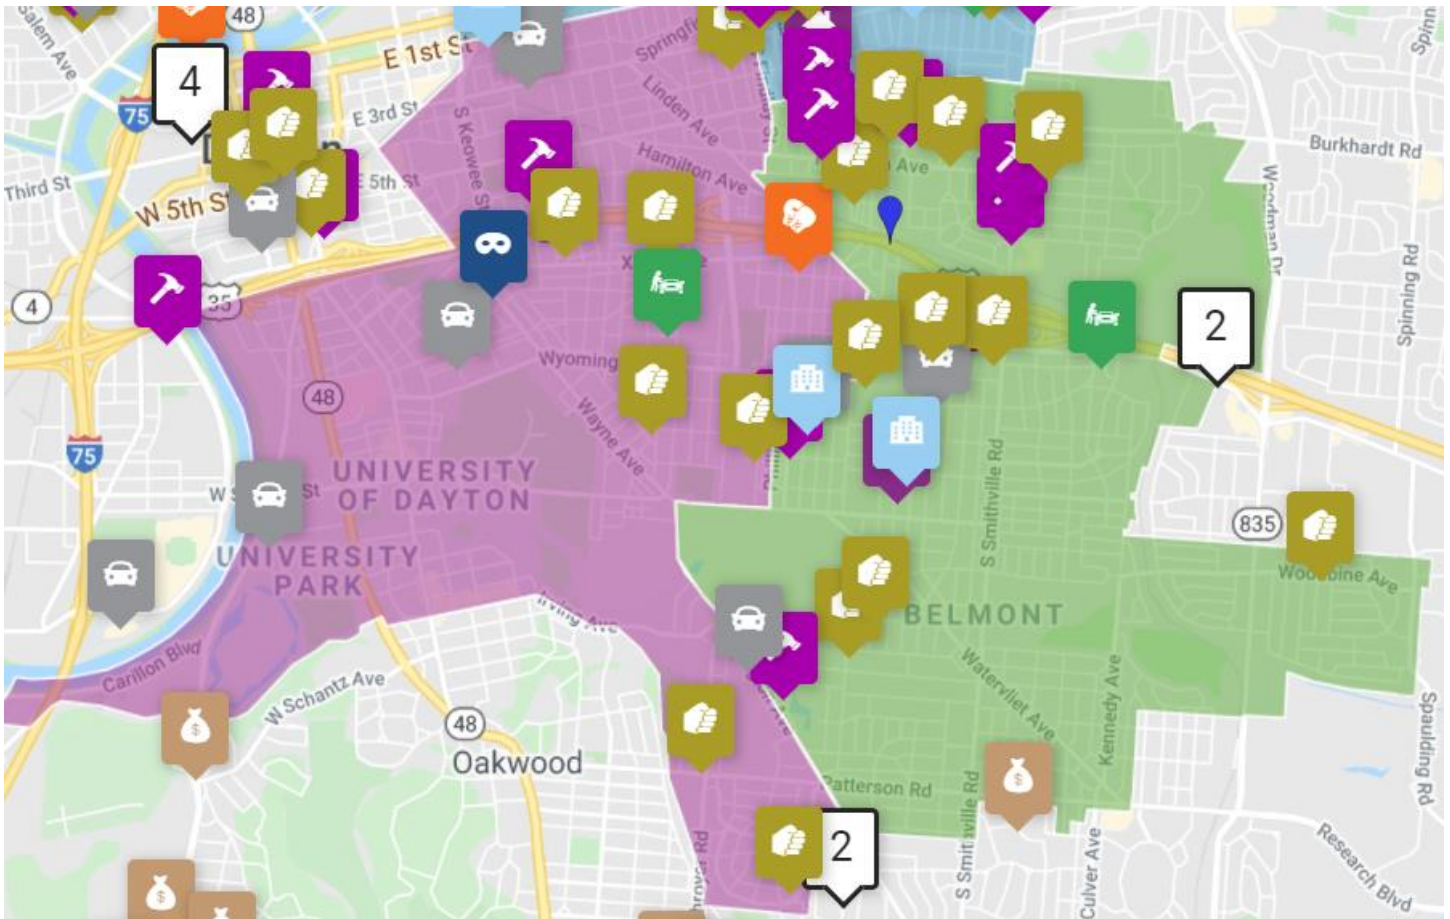 Salem Ave
48
4
75
E 1st St
E 3rd St
Third St
W 5th St
E 5th St
S Keowee St
Linden Ave
Hamilton Ave
Ave
Burkhardt Rd
Woodman Dr
Spinning Rd
4
35
2
Wyoming
48
Wayne Ave
75
UNIVERSITY
OF DAYTON
W
St
S Smithville Rd
835
UNIVERSITY
PARK
Woodbine Ave
Irving Ave
BELMONT
Carillon Blvd
W Schantz Ave
Watervliet Ave
Kennedy Ave
48
Oakwood
Spaulding Rd
Patterson Rd
S Smithville Rd
2
Culver Ave
Research Blvd